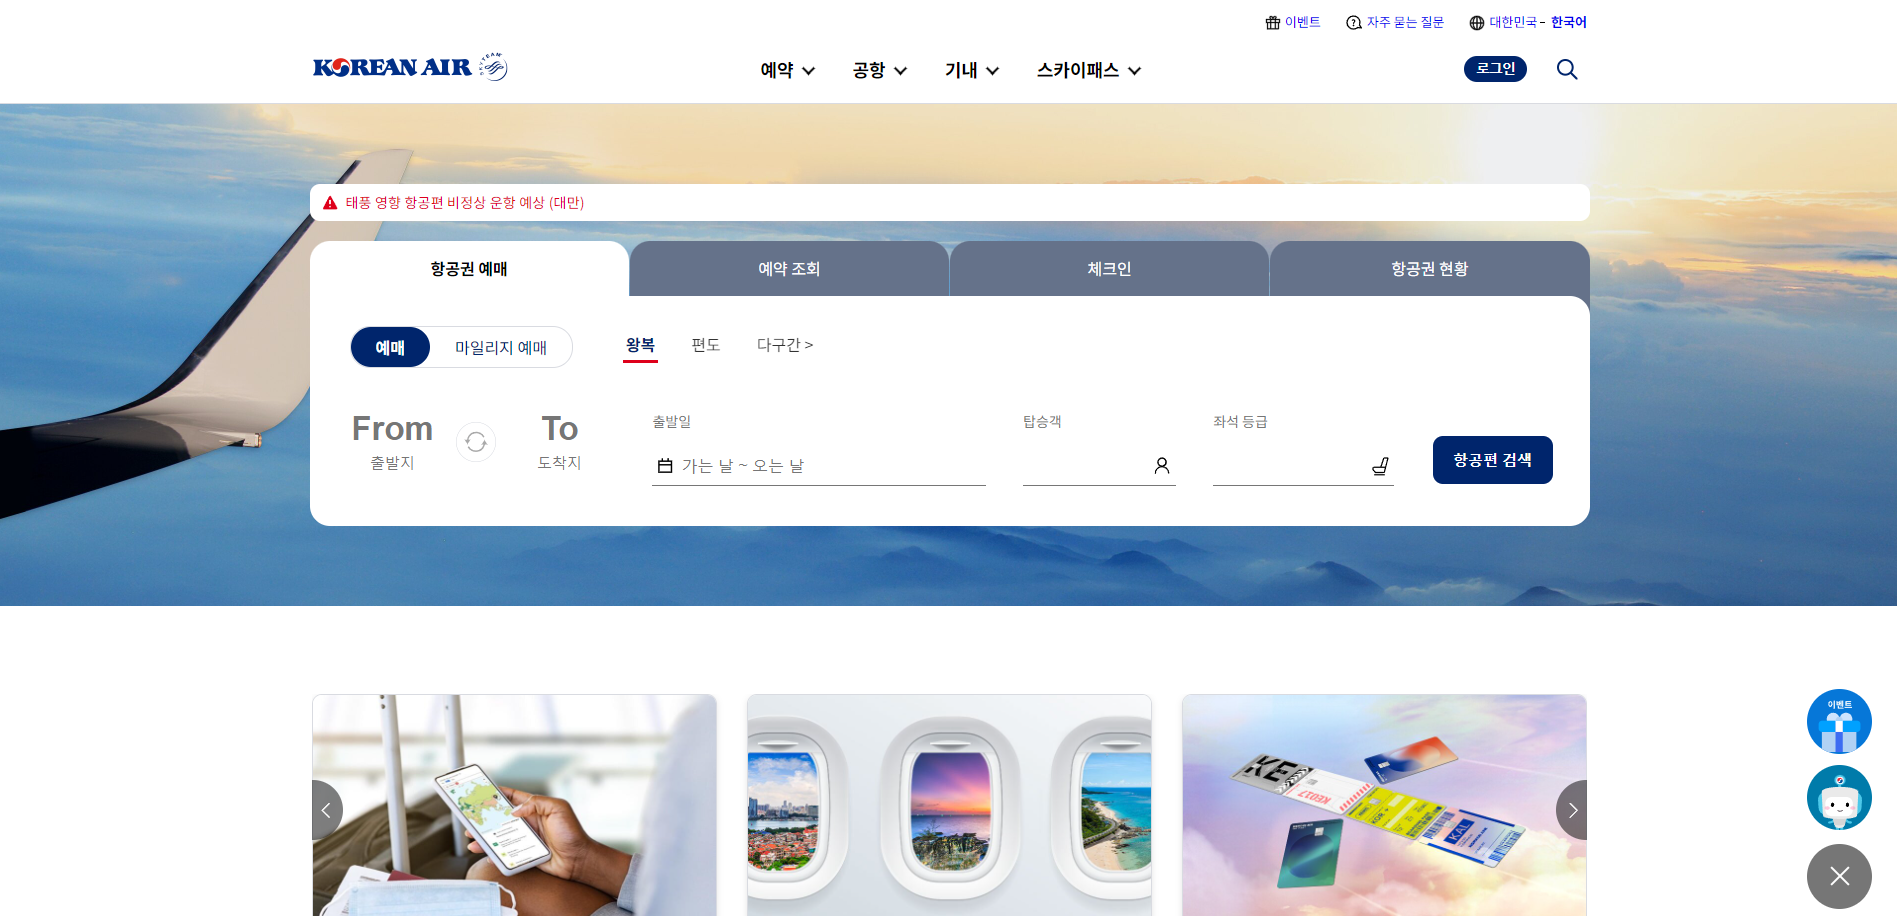 이벤트
자주 묻는 질문
대한민국 - 한국어
KOREAN AIR
SKYTEAM
예약
공항
기내
스카이패스
로그인
태풍 영향 항공편 비정상 운항 예상 (대만)
항공권 예매
예약 조회
체크인
항공권 현황
예매
마일리지 예매
왕복
편도
다구간 >
From
출발지
To
도착지
출발일
가는 날 ~ 오는 날
탑승객
좌석 등급
항공편 검색
이벤트
KE
KE017
KAL